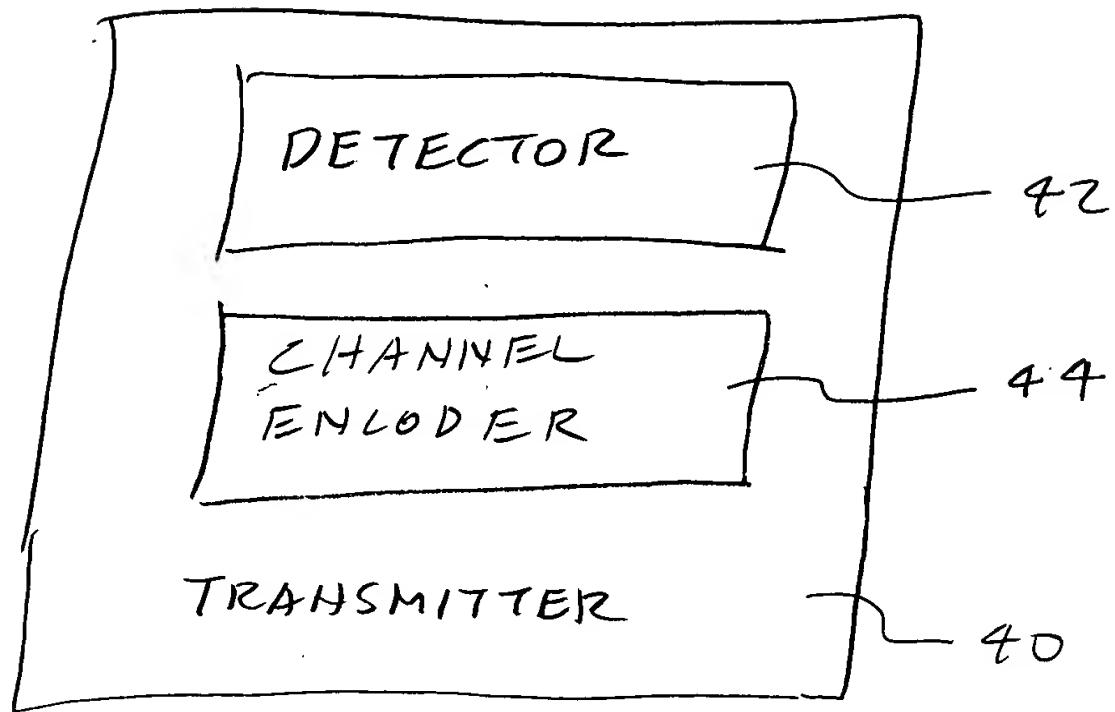 DETECTOR
42
CHANNEL
ENCODER
44
TRANSMITTER
40